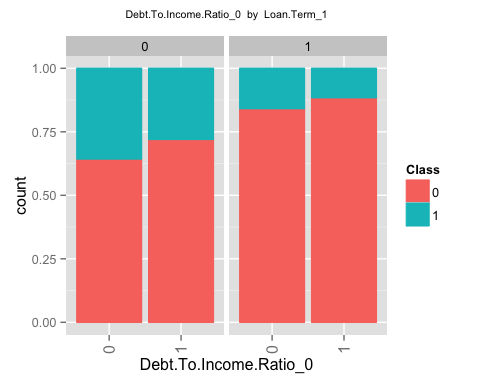 Debt.To.Income.Ratio_0 by Loan.Term_1
0 1
1.00
0.75
0.50
0.25
0.00
count
0 1 0 1
Debt.To.Income.Ratio_0
Class
0
1